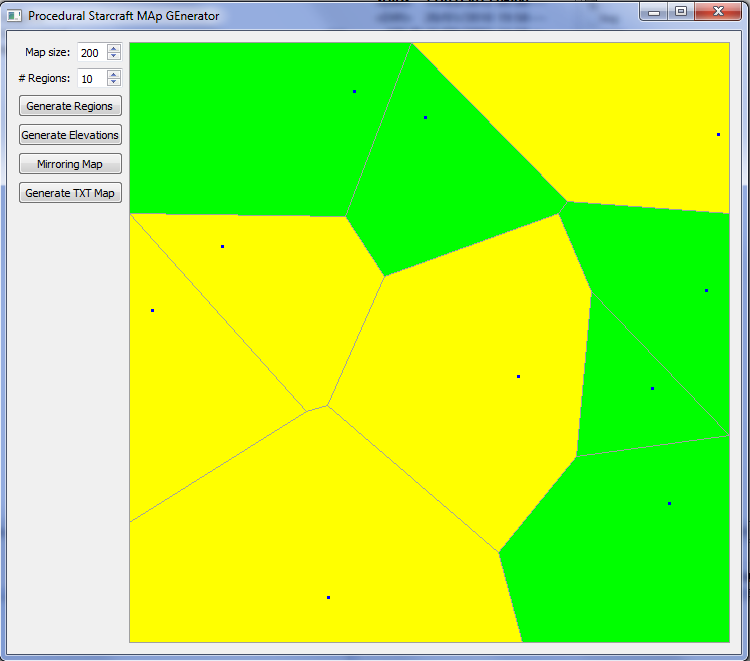 Procedural Starcraft MAp GEnerator
Map size: 200
# Regions: 10
Generate Regions
Generate Elevations
Mirroring Map
Generate TXT Map